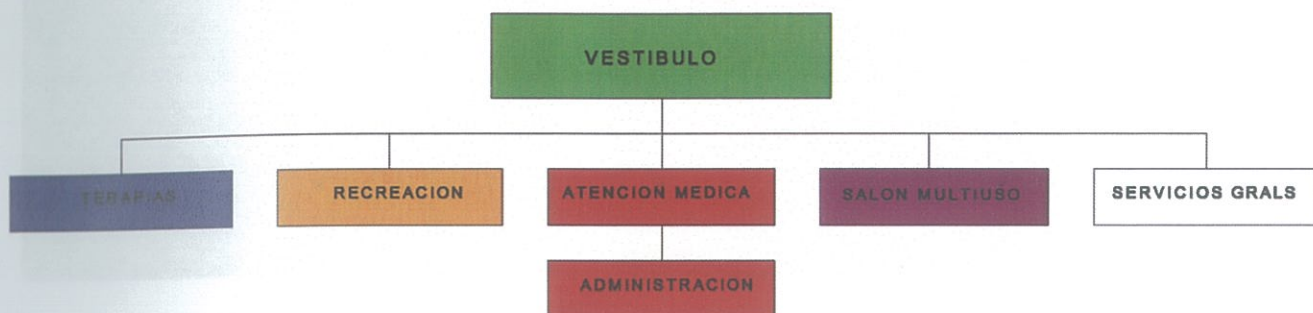 VESTIBULO
TERAPIAS
RECREACION
ATENCION MEDICA
SALON MULTIUSO
SERVICIOS GRALS
ADMINISTRACION